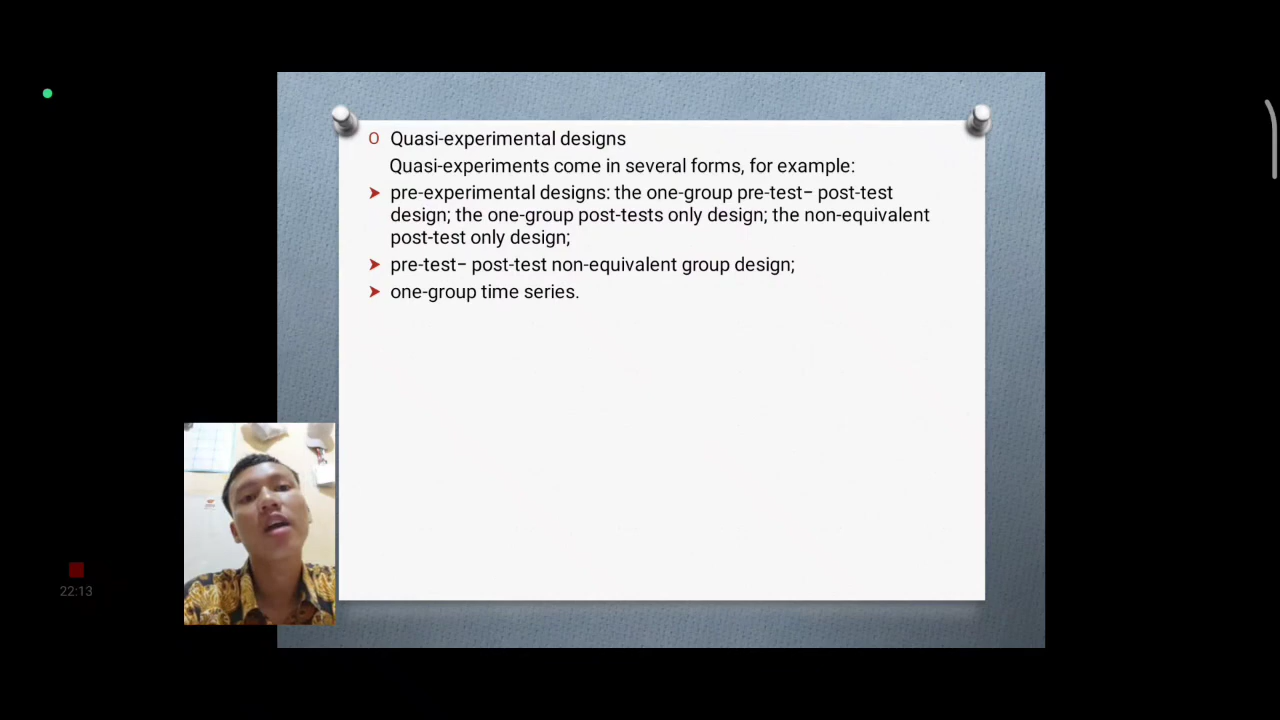 O Quasi-experimental designs
Quasi-experiments come in several forms, for example:
➤ pre-experimental designs: the one-group pre-test– post-test
design; the one-group post-tests only design; the non-equivalent
post-test only design;
➤ pre-test– post-test non-equivalent group design;
➤ one-group time series.
22:13